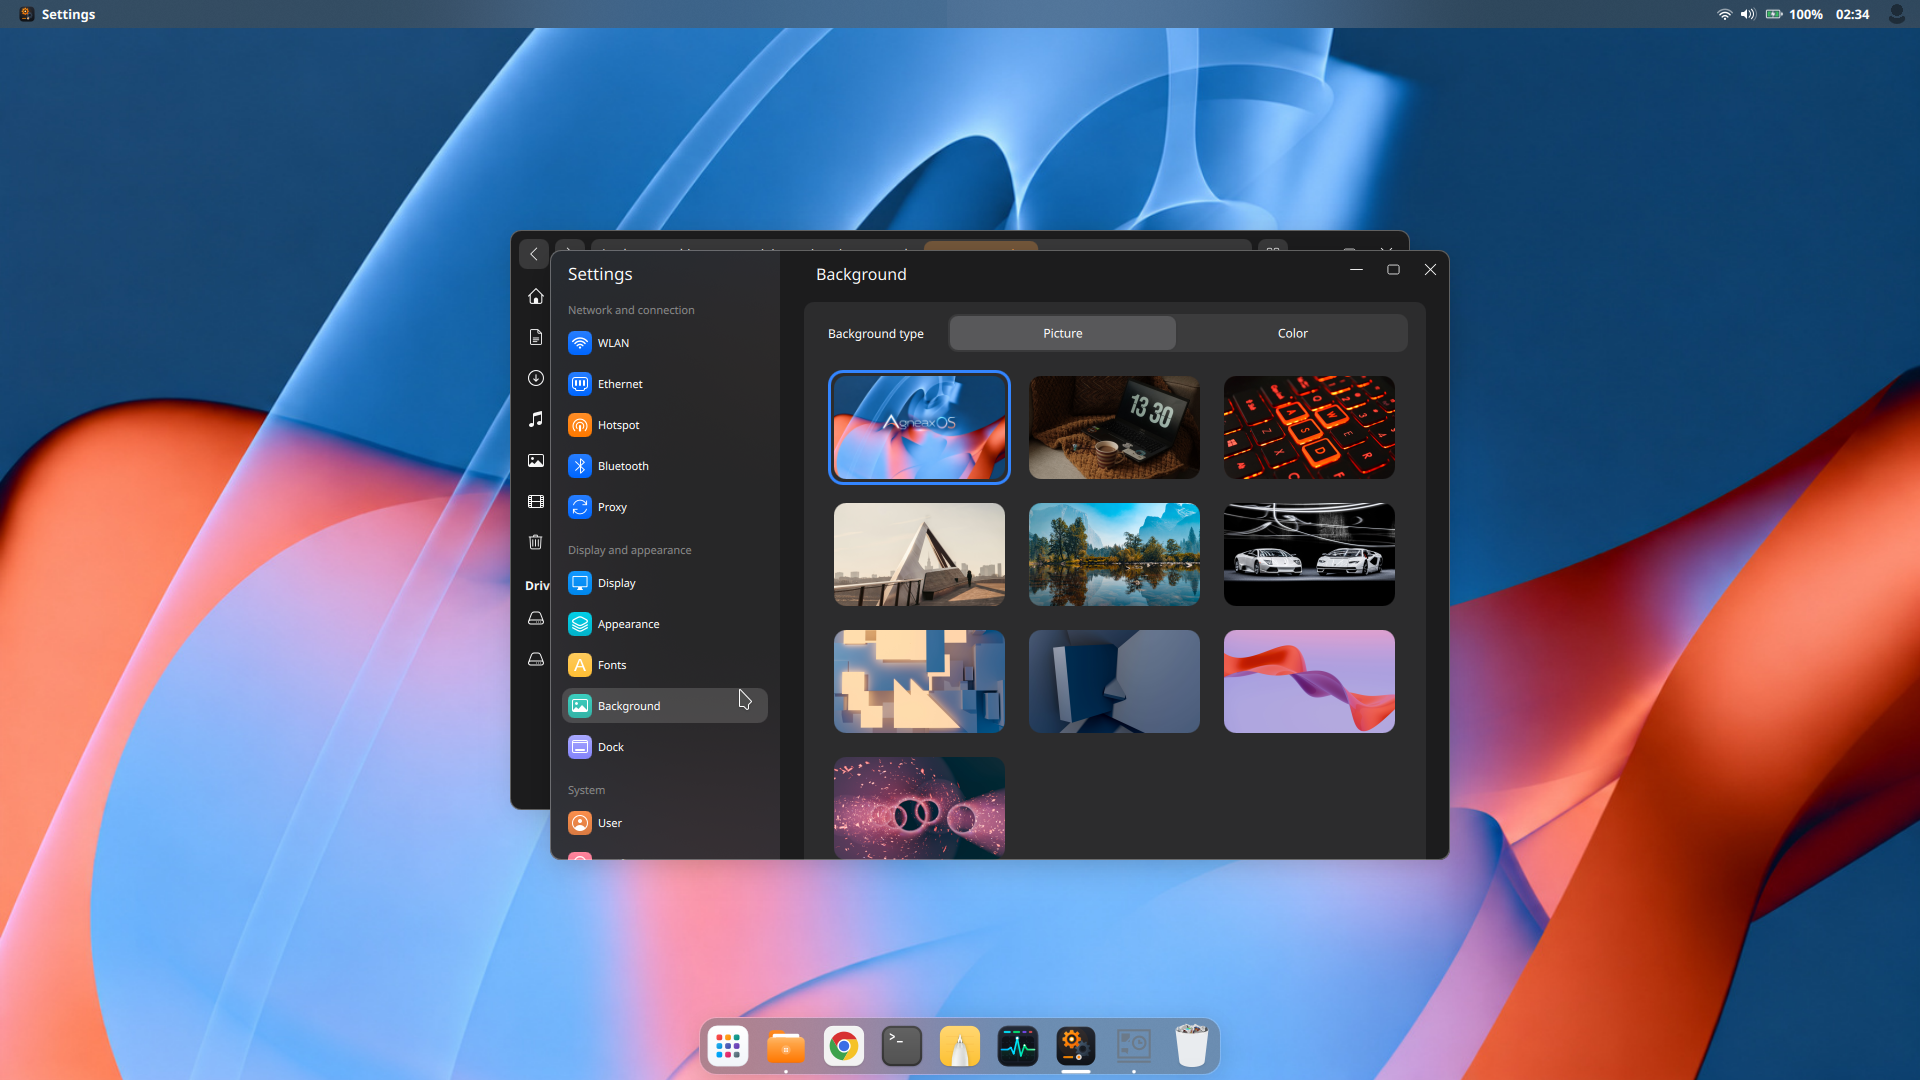 Settings
100%
02:34
Settings
Background
Network and connection
Background type
Picture
Color
WLAN
Ethernet
Hotspot
Bluetooth
Proxy
AgneaxOS
13 30
Display and appearance
Display
Appearance
Fonts
Background
Dock
System
User
Driv